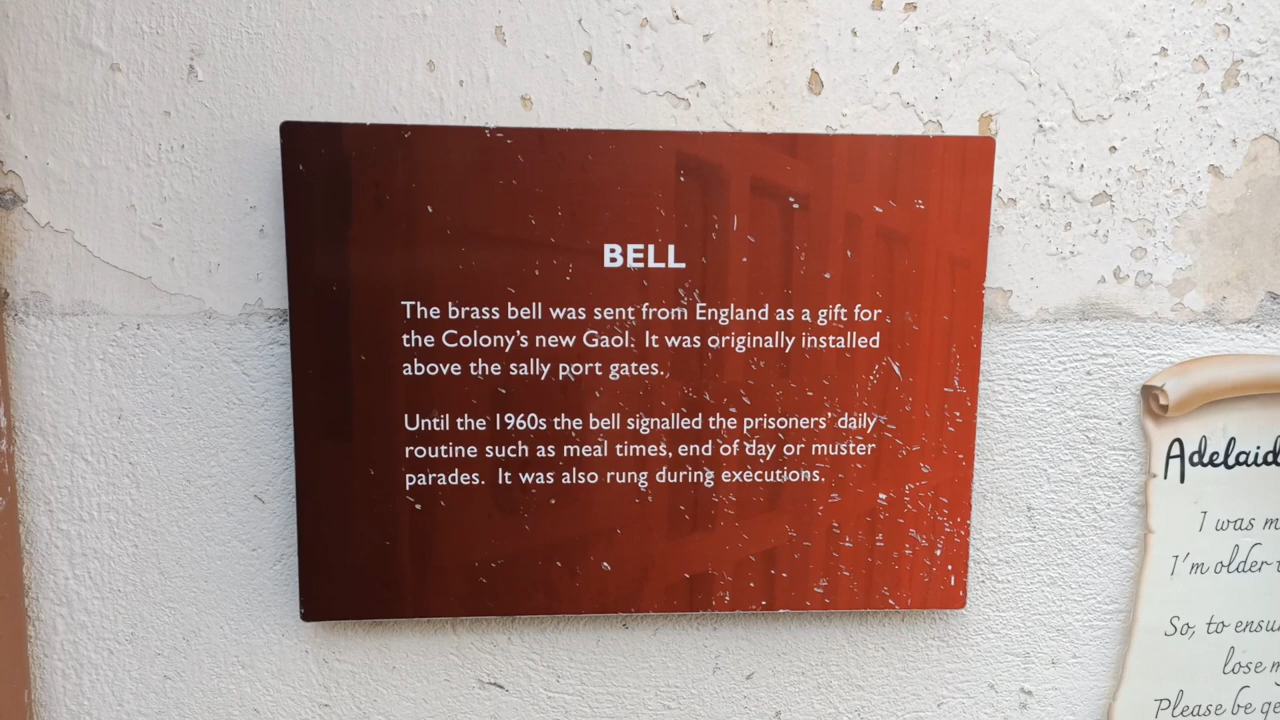 BELL
The brass bell was sent from England as a gift for
the Colony's new Gaol. It was originally installed
above the sally port gates.
Until the 1960s the bell signalled the prisoners' daily
routine such as meal times, end of day or muster
parades. It was also rung during executions.
I was
I'm older
So, to
lose
Please be